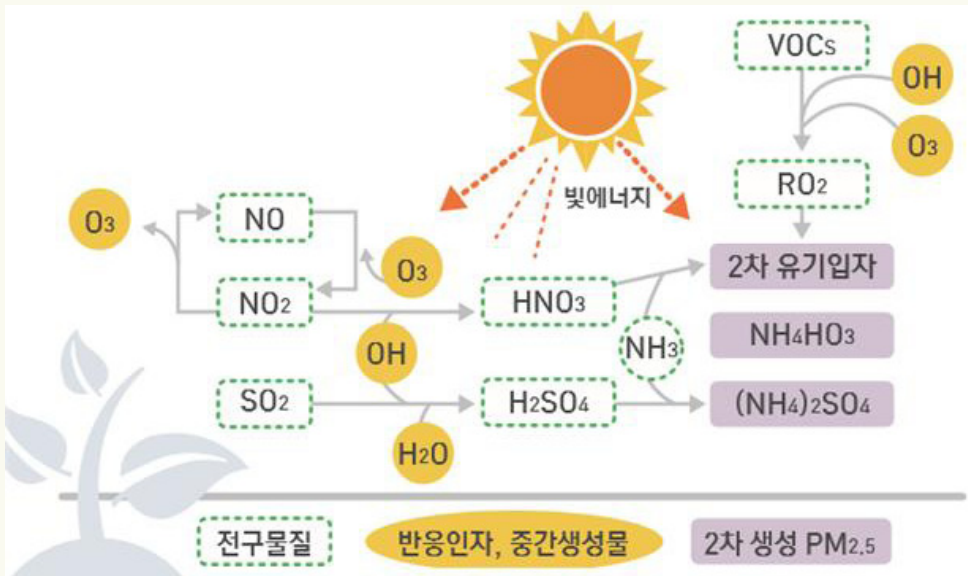 VOCs
OH
O3
RO2
빛에너지
O3
NO
O3
2차 유기입자
NO2
HNO3
NH4HO3
OH
NH3
SO2
H2SO4
(NH4)2SO4
H2O
전구물질
반응인자, 중간생성물
2차 생성 PM2.5